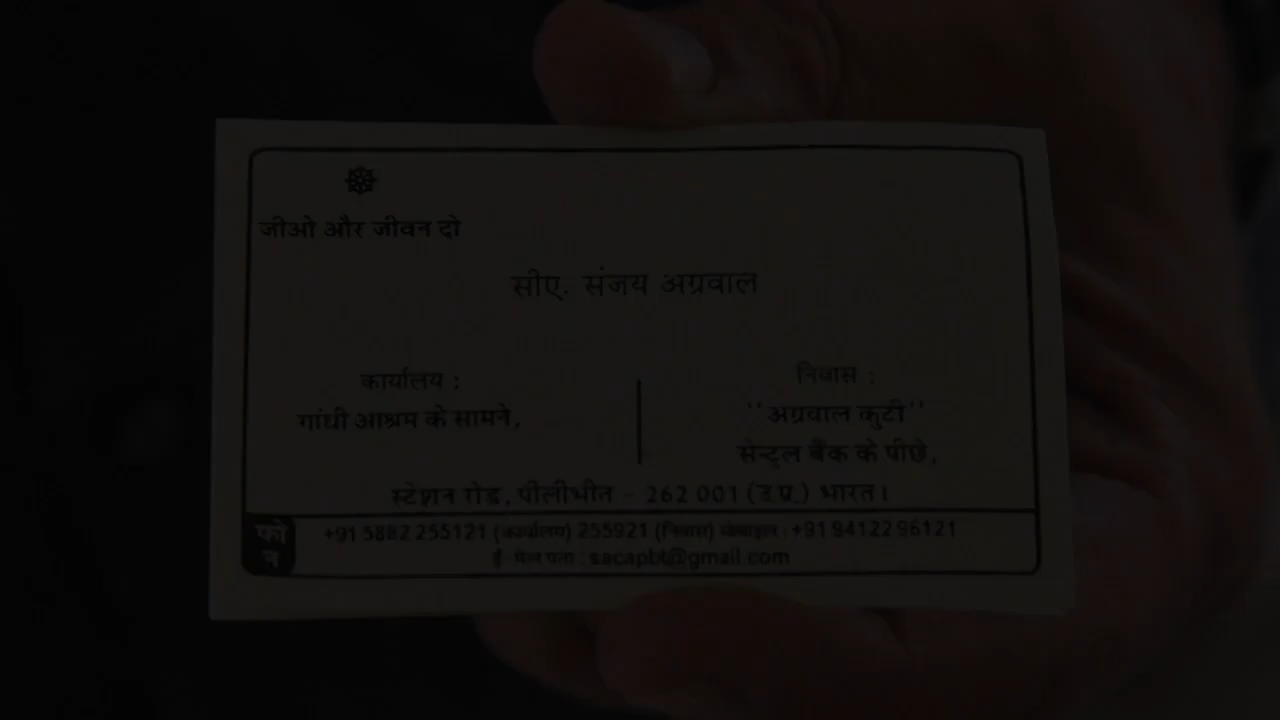 जीओ और जीवन दो
सीए. संजय अग्रवाल
कार्यालय :
गांधी आश्रम के सामने,
निवास :
''अग्रवाल कुटी''
सेन्ट्रल बैंक के पीछे,
स्टेशन रोड, पीलीभीत - 262 001 (उ.प्र.) भारत।
फोन
+91 5882 255121 (कार्यालय) 255921 (निवास) मोबाइल : +91 94122 96121
ई-मेल पता : sacapbt@gmail.com